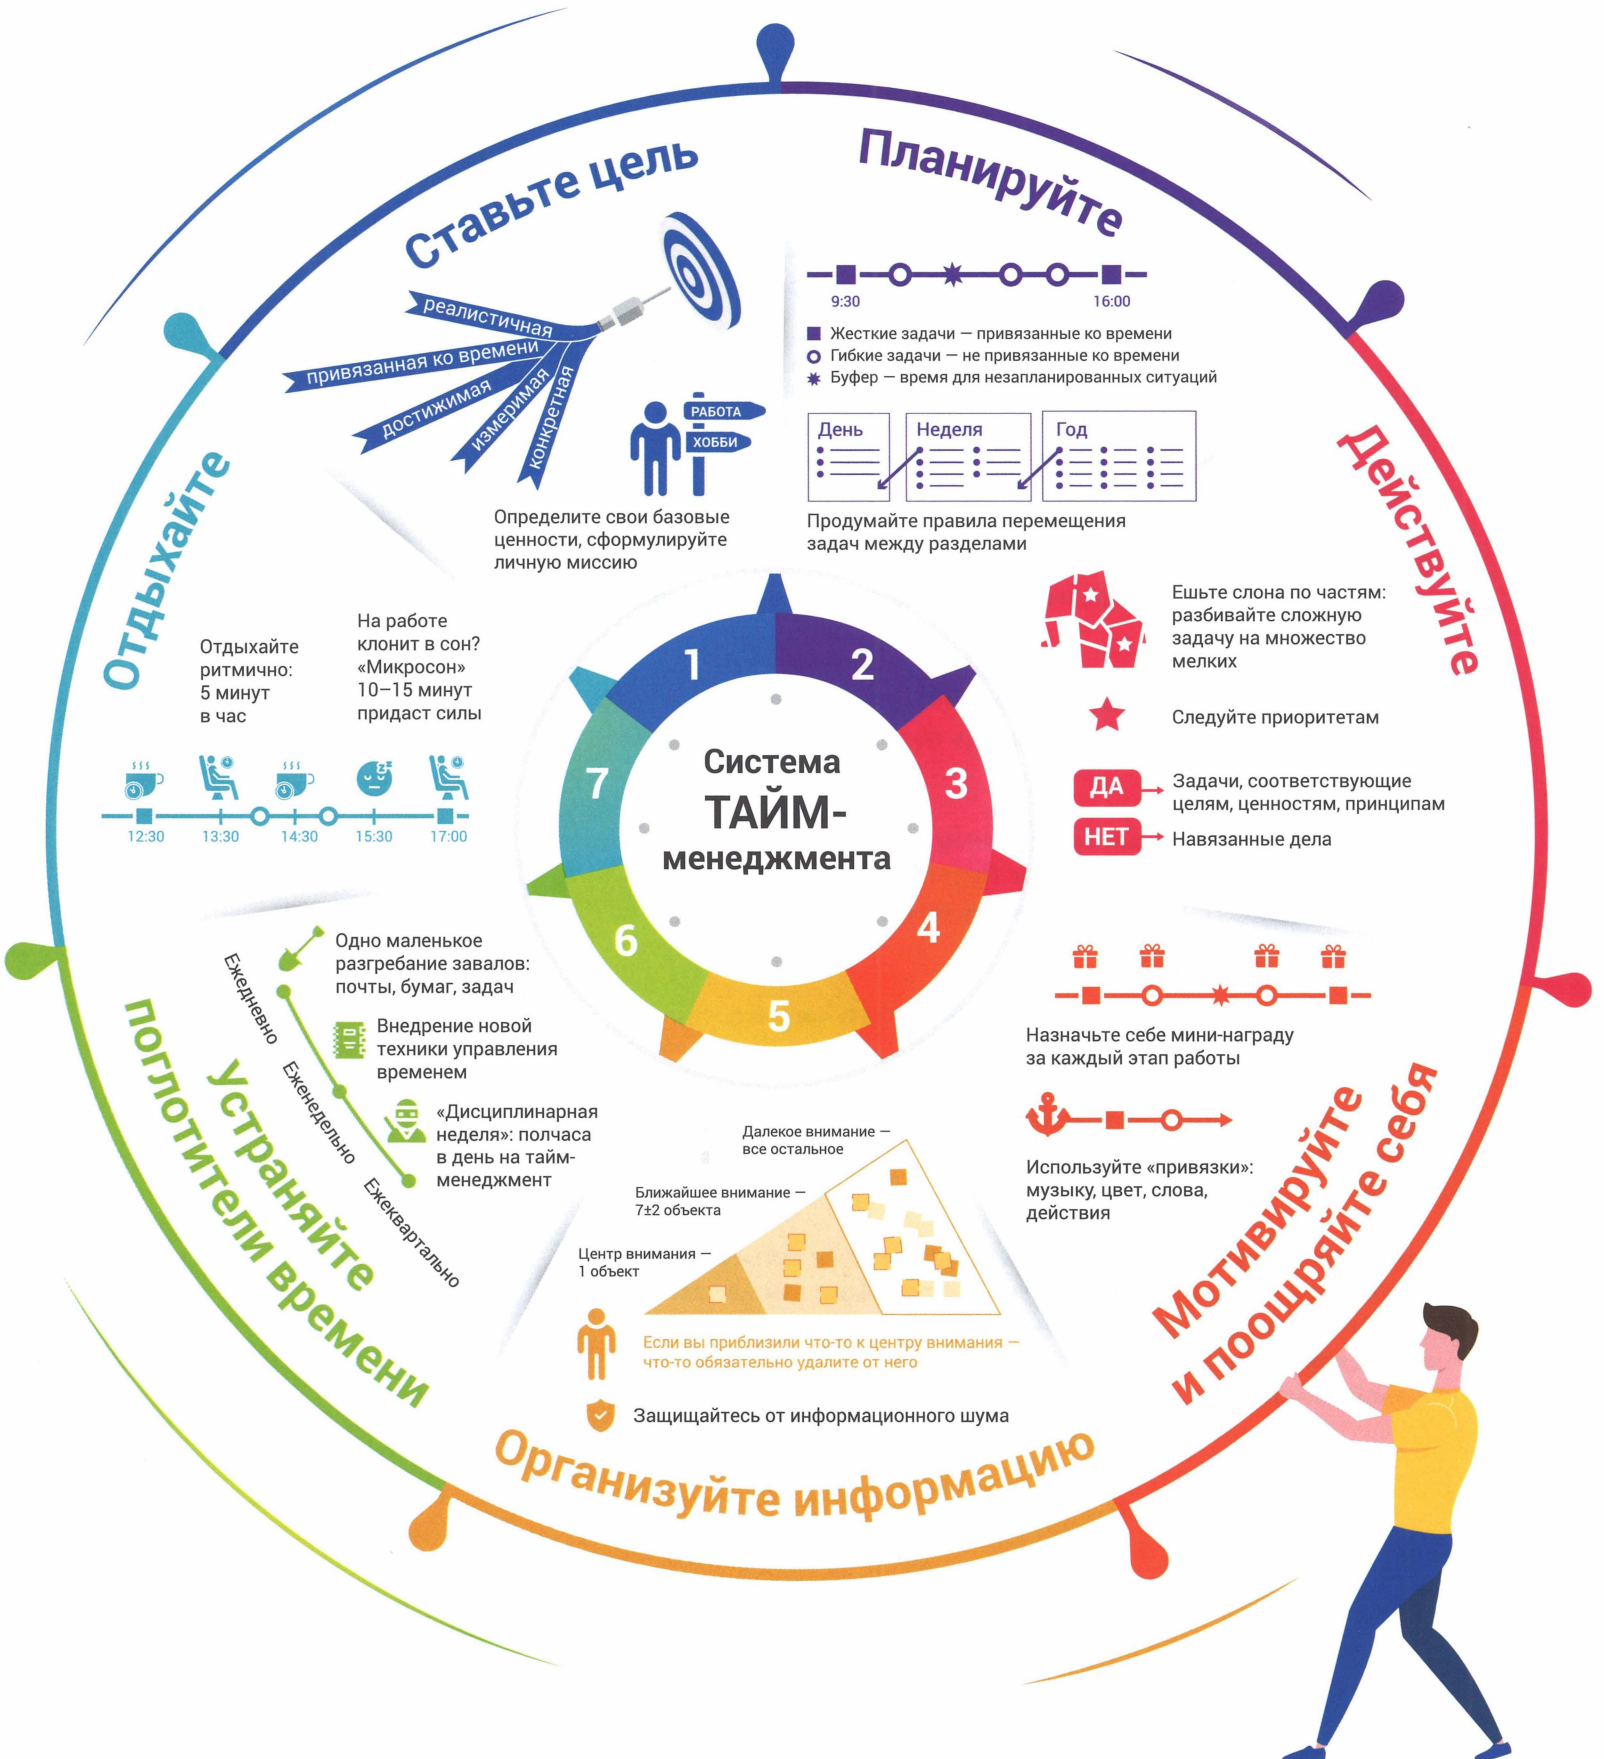 Ставьте цель
реалистичная
привязанная ко времени
достижимая
измеримая
конкретная
РАБОТА
ХОББИ
Определите свои базовые
ценности, сформулируйте
личную миссию
Планируйте
9:30
16:00
Жесткие задачи — привязанные ко времени
Гибкие задачи — не привязанные ко времени
Буфер — время для незапланированных ситуаций
День
Неделя
Год
Продумайте правила перемещения
задач между разделами
Действуйте
Ешьте слона по частям:
разбивайте сложную
задачу на множество
мелких
Следуйте приоритетам
ДА
Задачи, соответствующие
целям, ценностям, принципам
НЕТ
Навязанные дела
Мотивируйте
и поощряйте себя
Назначьте себе мини-награду
за каждый этап работы
Используйте «привязки»:
музыку, цвет, слова,
действия
Организуйте информацию
Далекое внимание —
все остальное
Ближайшее внимание —
7±2 объекта
Центр внимания —
1 объект
Если вы приблизили что-то к центру внимания —
что-то обязательно удалите от него
Защищайтесь от информационного шума
Устраняйте
поглотители времени
Ежедневно
Одно маленькое
разгребание завалов:
почты, бумаг, задач
Еженедельно
Внедрение новой
техники управления
временем
Ежеквартально
«Дисциплинарная
неделя»: полчаса
в день на тайм-
менеджмент
Отдыхайте
Отдыхайте
ритмично:
5 минут
в час
На работе
клонит в сон?
«Микросон»
10–15 минут
придаст силы
zz
12:30
13:30
14:30
15:30
17:00
Система
ТАЙМ-
менеджмента
1
2
3
4
5
6
7